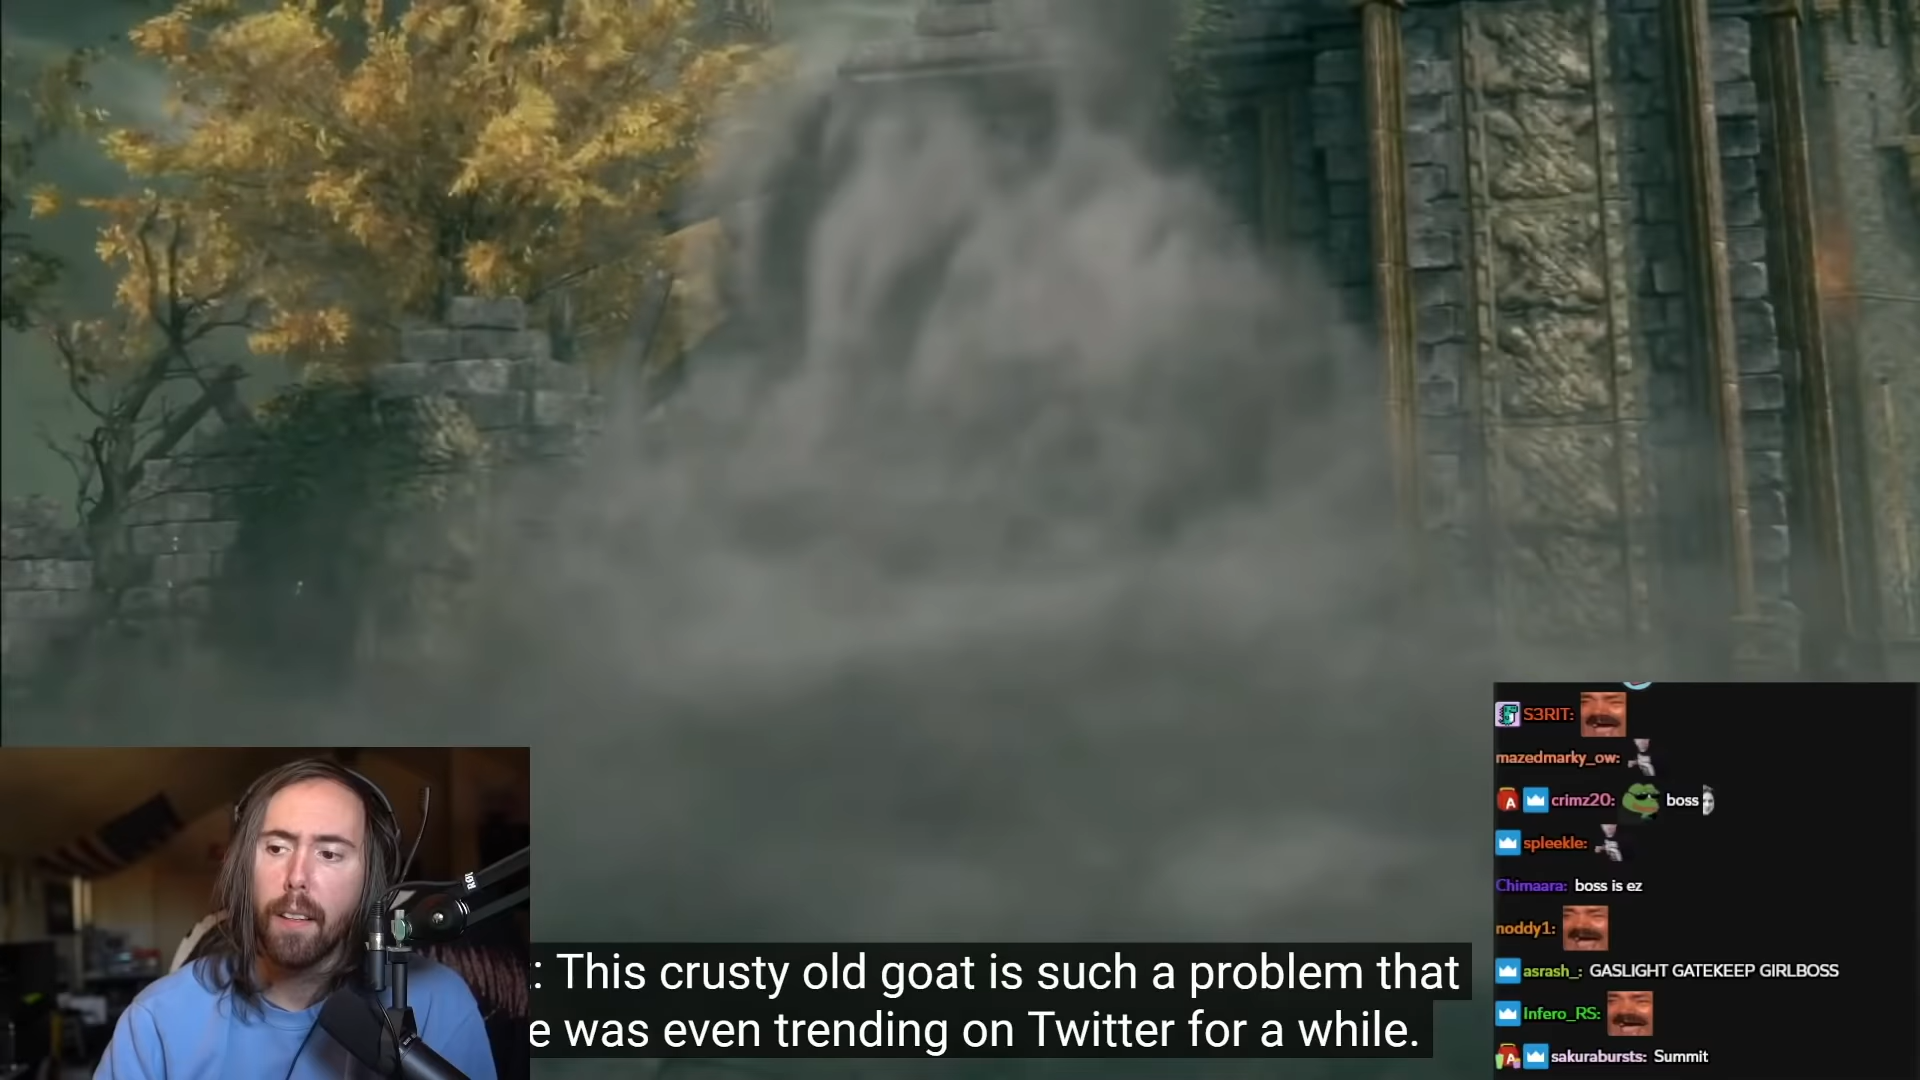 S3RIT:
mazedmarky_ow:
crimz20: boss
spleekle:
Chimaara: boss is ez
noddy1:
asrash_: GASLIGHT GATEKEEP GIRLBOSS
Infero_RS:
sakurabursts: Summit
: This crusty old goat is such a problem that
e was even trending on Twitter for a while.